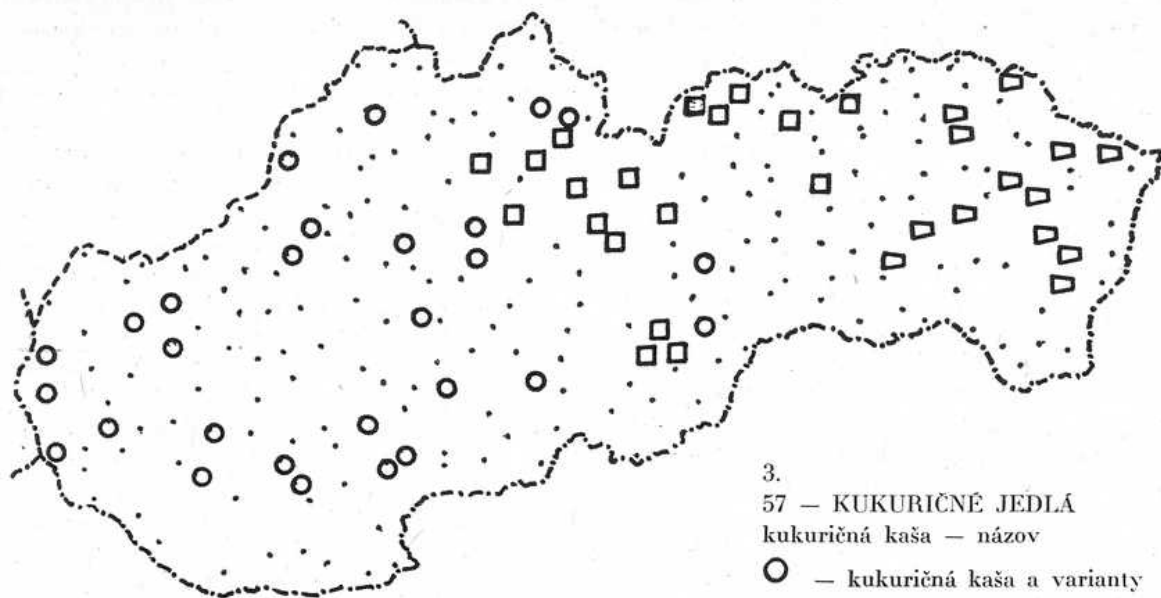 3.
57 — KUKURIČNÉ JEDLÁ
kukuričná kaša — názov
— kukuričná kaša a varianty